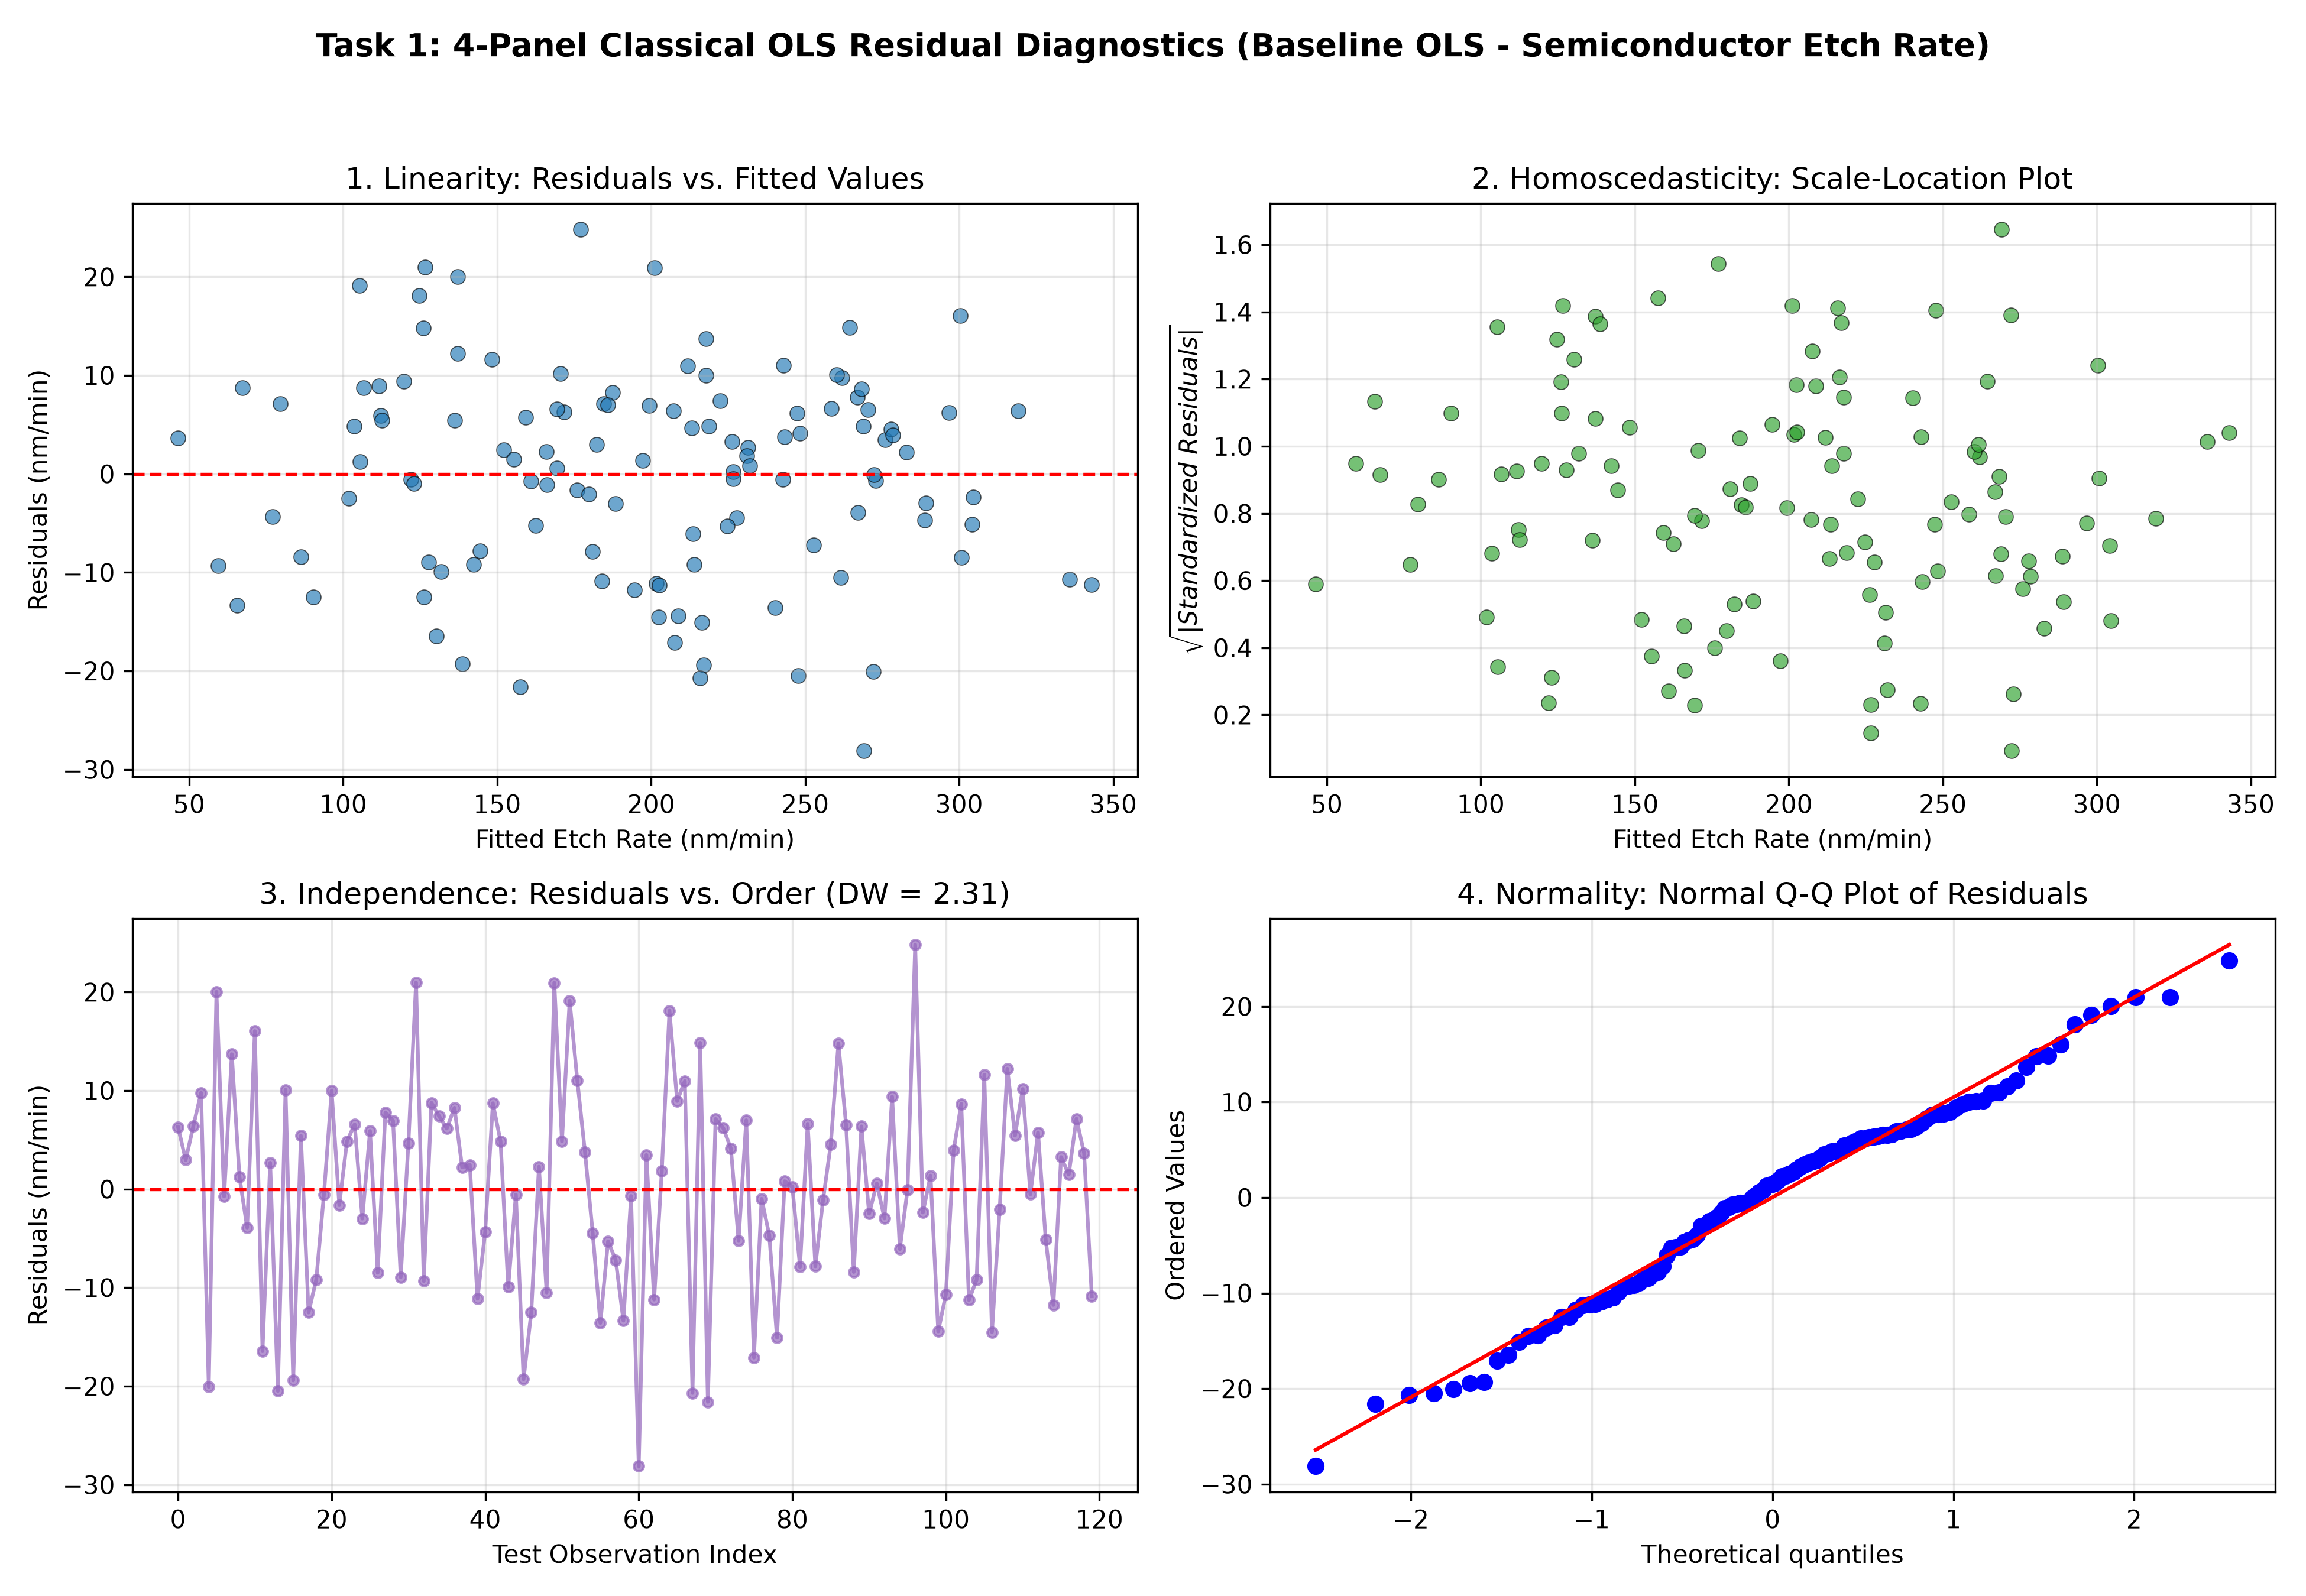 Task 1: 4-Panel Classical OLS Residual Diagnostics (Baseline OLS - Semiconductor Etch Rate)
1. Linearity: Residuals vs. Fitted Values
Residuals (nm/min)
20
10
0
−10
−20
−30
50 100 150 200 250 300 350
Fitted Etch Rate (nm/min)
2. Homoscedasticity: Scale-Location Plot
√|Standardized Residuals|
1.6
1.4
1.2
1.0
0.8
0.6
0.4
0.2
50 100 150 200 250 300 350
Fitted Etch Rate (nm/min)
3. Independence: Residuals vs. Order (DW = 2.31)
Residuals (nm/min)
20
10
0
−10
−20
−30
0 20 40 60 80 100 120
Test Observation Index
4. Normality: Normal Q-Q Plot of Residuals
Ordered Values
20
10
0
−10
−20
−30
−2 −1 0 1 2
Theoretical quantiles